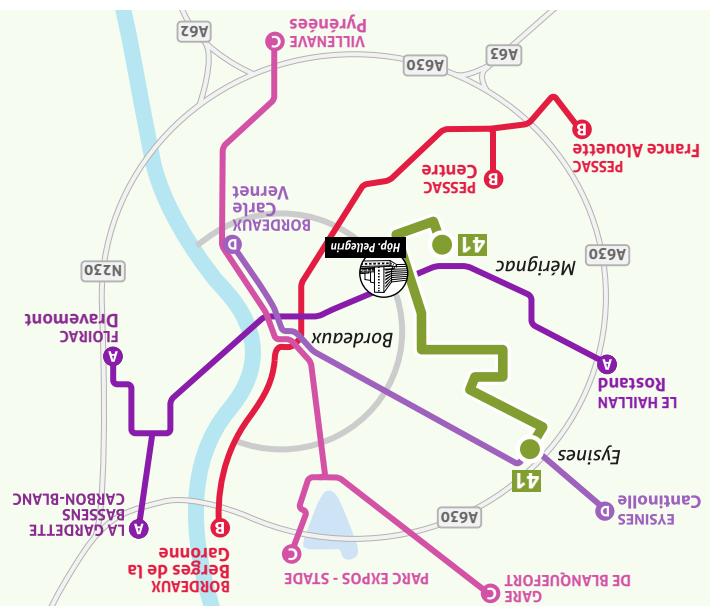 GARE
DE BLANQUEFORT
C
PARC EXPOS - STADE
C
BORDEAUX
Berges de la
Garonne
B
LA GARDETTE
BASSENS
CARBON-BLANC
A
A630
EYSINES
Cantinolle
D
41
Eysines
LE HAILLAN
Rostand
A
Bordeaux
FLOIRAC
Dravemont
A
N230
Mérignac
A630
41
Hôp. Pellegrin
BORDEAUX
Carle
Vernet
D
PESSAC
Centre
B
PESSAC
France Alouette
B
A630
A63
A62
VILLENAVE
Pyrénées
C